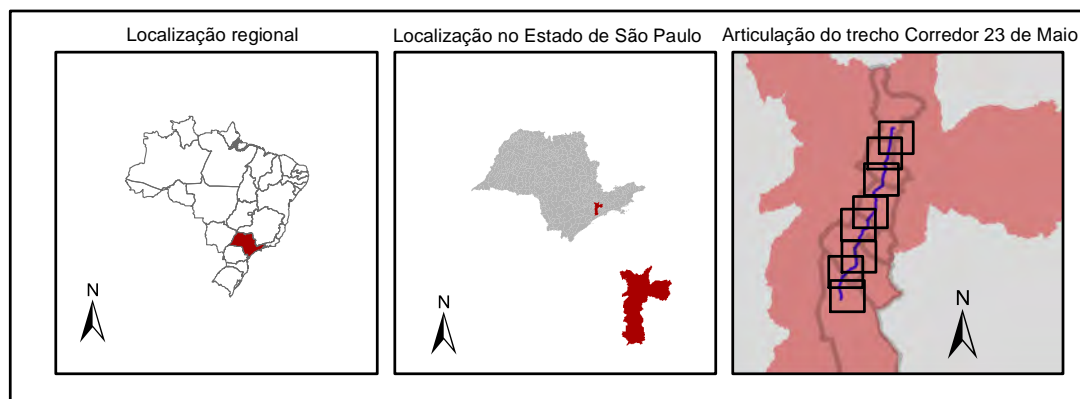 Localização regional
Localização no Estado de São Paulo
Articulação do trecho Corredor 23 de Maio
N
N
N